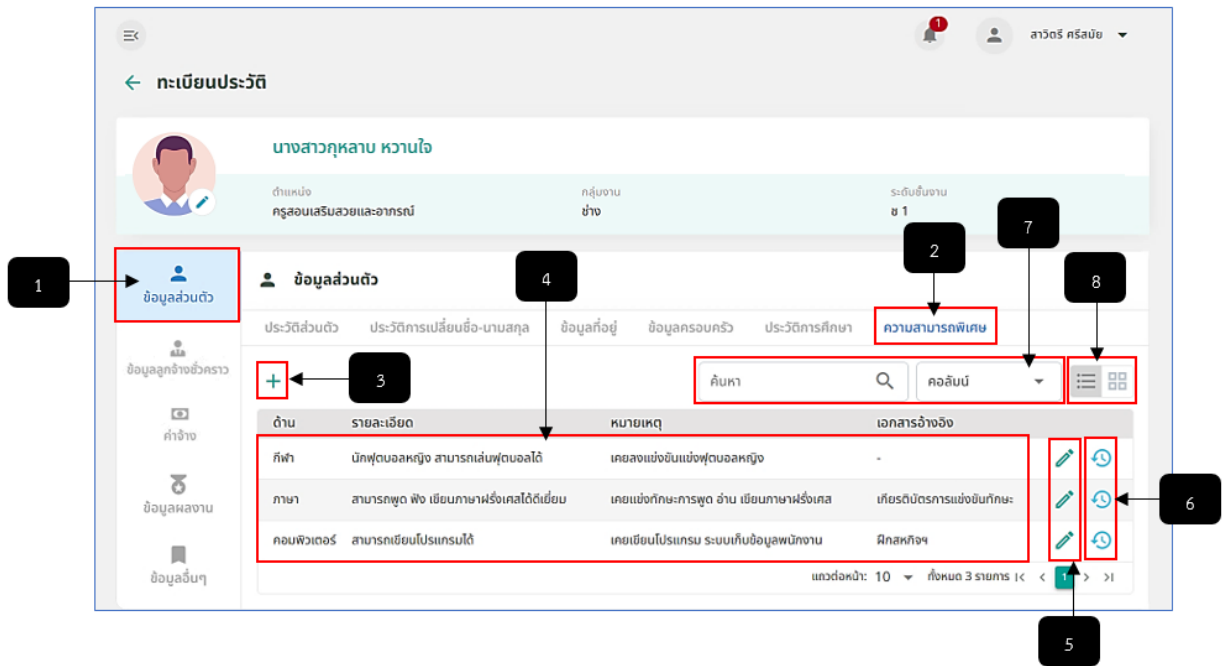 1
สาวิตรี ศรีสมัย
ทะเบียนประวัติ
นางสาวกุหลาบ หวานใจ
ตำแหน่ง กลุ่มงาน ระดับชั้นงาน
ครูสอนเสริมสวยและอาภรณ์ ช่าง ช 1
7
2
1
4
8
ข้อมูลส่วนตัว
ข้อมูลส่วนตัว
ประวัติส่วนตัว ประวัติการเปลี่ยนชื่อ-นามสกุล ข้อมูลที่อยู่ ข้อมูลครอบครัว ประวัติการศึกษา ความสามารถพิเศษ
ข้อมูลลูกจ้างชั่วคราว
+ 3 ค้นหา คอลัมน์
ค่าจ้าง
ด้าน รายละเอียด หมายเหตุ เอกสารอ้างอิง
กีฬา นักฟุตบอลหญิง สามารถเล่นฟุตบอลได้ เคยลงแข่งขันแข่งฟุตบอลหญิง -
ข้อมูลผลงาน
ภาษา สามารถพูด ฟัง เขียนภาษาฝรั่งเศสได้ดีเยี่ยม เคยแข่งทักษะการพูด อ่าน เขียนภาษาฝรั่งเศส เกียรติบัตรการแข่งขันทักษะ
6
คอมพิวเตอร์ สามารถเขียนโปรแกรมได้ เคยเขียนโปรแกรม ระบบเก็บข้อมูลพนักงาน ฝึกสหกิจฯ
ข้อมูลอื่นๆ
แถวต่อหน้า: 10 ทั้งหมด 3 รายการ 1
5